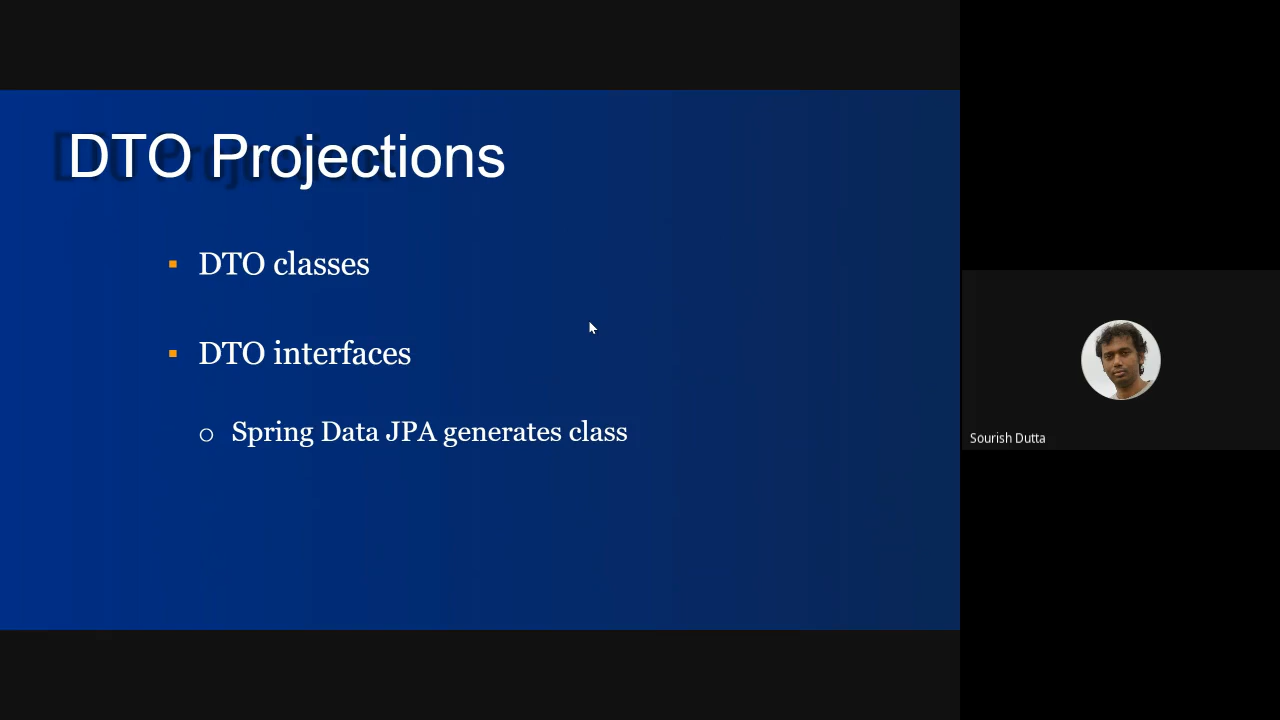 DTO Projections
DTO classes
DTO interfaces
Spring Data JPA generates class
Sourish Dutta